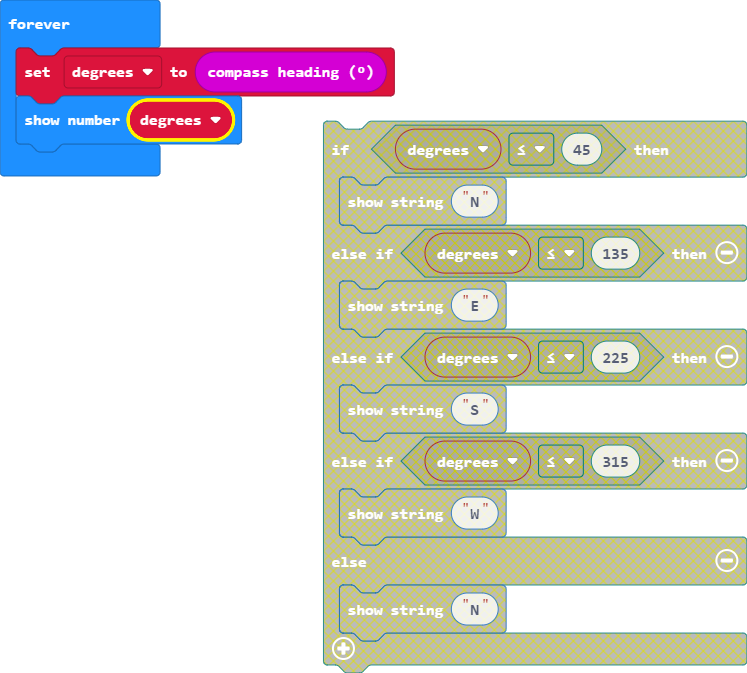 forever
set degrees to compass heading (º)
show number degrees
if degrees ≤ 45 then
show string "N"
else if degrees ≤ 135 then
show string "E"
else if degrees ≤ 225 then
show string "S"
else if degrees ≤ 315 then
show string "W"
else
show string "N"